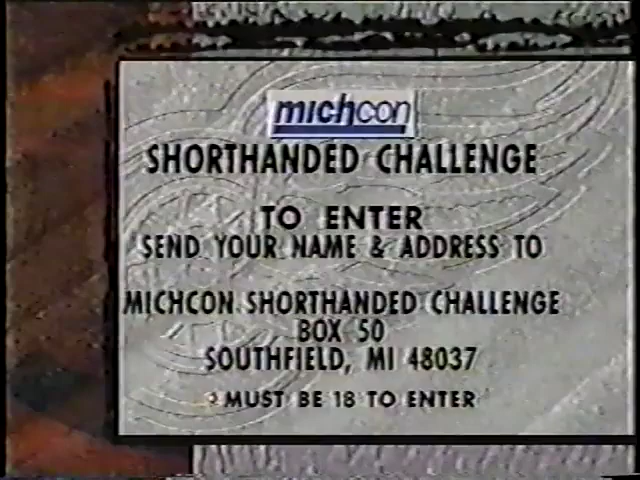 michcon
SHORTHANDED CHALLENGE
TO ENTER
SEND YOUR NAME & ADDRESS TO
MICHCON SHORTHANDED CHALLENGE
BOX 50
SOUTHFIELD, MI 48037
MUST BE 18 TO ENTER